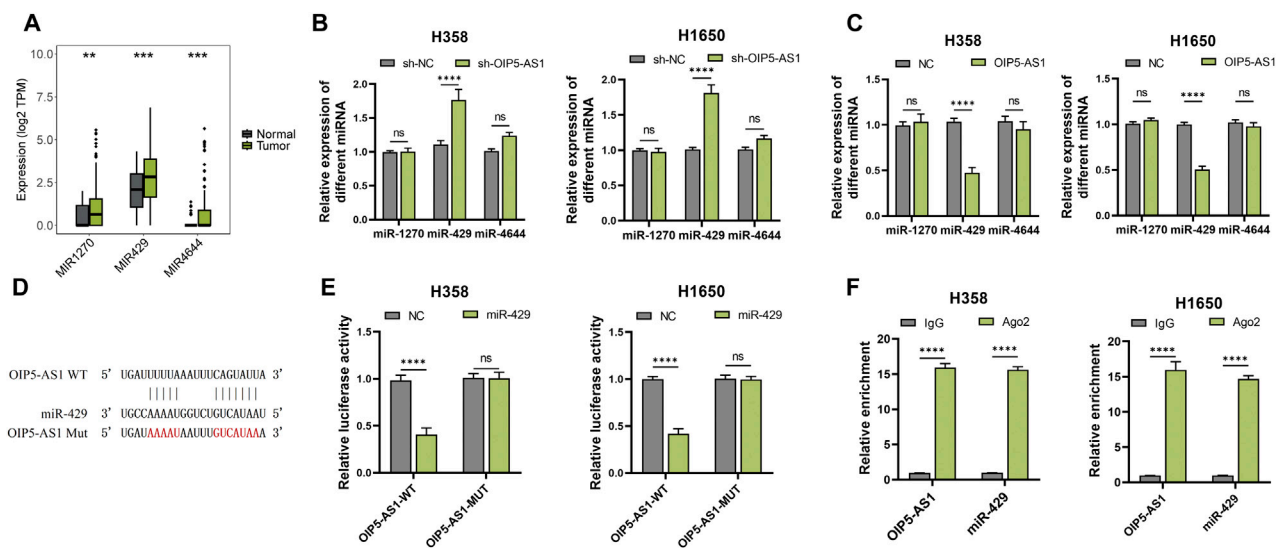 A
Expression (log2 TPM)
10.0
7.5
5.0
2.5
0.0
** *** ***
Normal
Tumor
MIR1270 MIR429 MIR4644
B
H358
sh-NC sh-OIP5-AS1
Relative expression of
different miRNA
2.0
1.5
1.0
0.5
0.0
ns **** ns
miR-1270 miR-429 miR-4644
H1650
sh-NC sh-OIP5-AS1
Relative expression of
different miRNA
2.0
1.5
1.0
0.5
0.0
ns **** ns
miR-1270 miR-429 miR-4644
C
H358
NC OIP5-AS1
Relative expression of
different miRNA
1.5
1.0
0.5
0.0
ns **** ns
miR-1270 miR-429 miR-4644
H1650
NC OIP5-AS1
Relative expression of
different miRNA
1.5
1.0
0.5
0.0
ns **** ns
miR-1270 miR-429 miR-4644
D
OIP5-AS1 WT 5' UGAUUUUUAAAUUUCAGUAUUA 3'
miR-429 3' UGCCAAAAUGGUCUGUCAUAAU 5'
OIP5-AS1 Mut 5' UGAUAAAAUAAUUUGUCAUAAA 3'
E
H358
NC miR-429
Relative luciferase activity
1.5
1.0
0.5
0.0
**** ns
OIP5-AS1-WT OIP5-AS1-MUT
H1650
NC miR-429
Relative luciferase activity
1.5
1.0
0.5
0.0
**** ns
OIP5-AS1-WT OIP5-AS1-MUT
F
H358
IgG Ago2
Relative enrichment
20
15
10
5
0
**** ****
OIP5-AS1 miR-429
H1650
IgG Ago2
Relative enrichment
20
15
10
5
0
**** ****
OIP5-AS1 miR-429